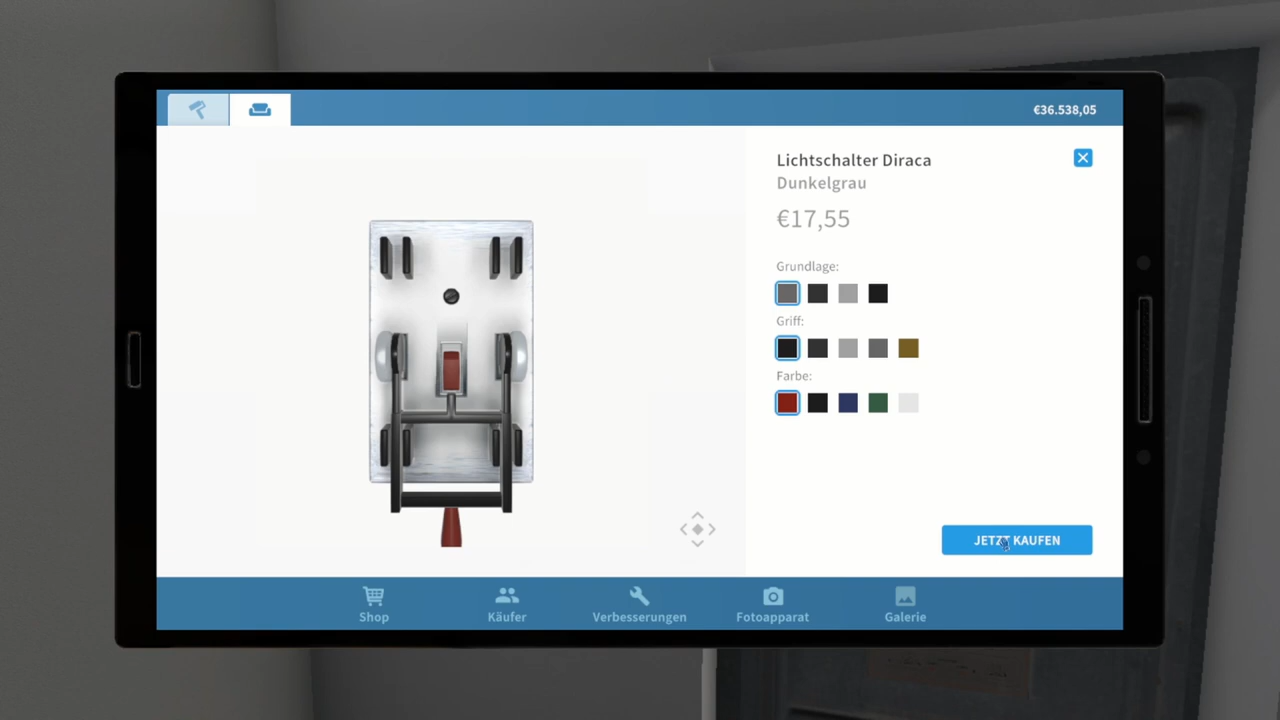 €36.538,05
Lichtschalter Diraca
Dunkelgrau
€17,55
Grundlage:
Griff:
Farbe:
JETZT KAUFEN
Shop
Käufer
Verbesserungen
Fotoapparat
Galerie